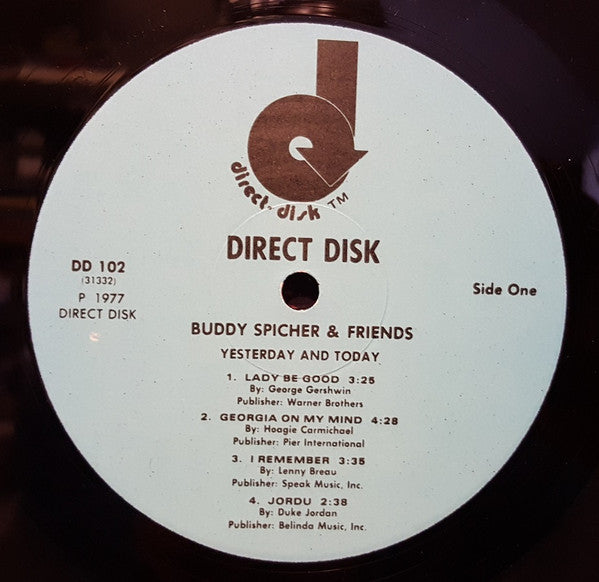 direct-disk TM
DIRECT DISK
DD 102
(31332)
P 1977
DIRECT DISK
Side One
BUDDY SPICHER & FRIENDS
YESTERDAY AND TODAY
1. LADY BE GOOD 3:25
By: George Gershwin
Publisher: Warner Brothers
2. GEORGIA ON MY MIND 4:28
By: Hoagie Carmichael
Publisher: Pier International
3. I REMEMBER 3:35
By: Lenny Breau
Publisher: Speak Music, Inc.
4. JORDU 2:38
By: Duke Jordan
Publisher: Belinda Music, Inc.